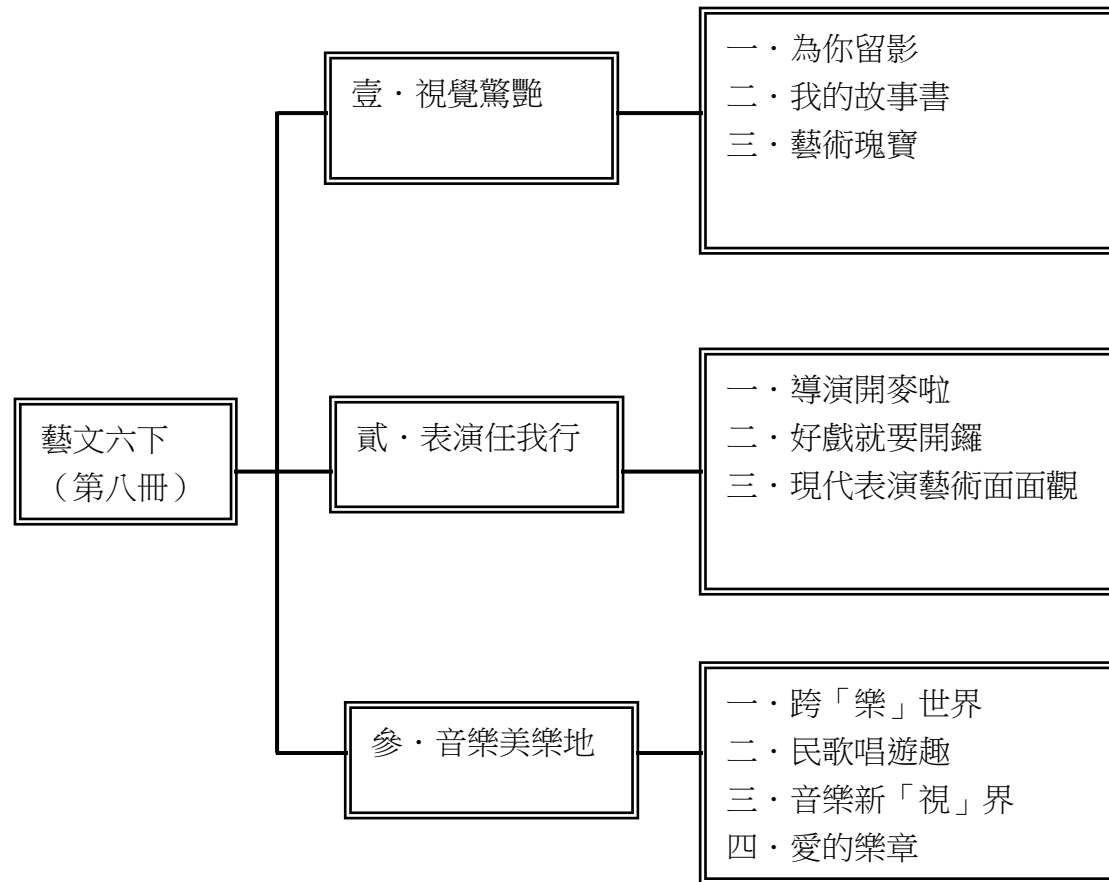 藝文六下
（第八冊）
壹．視覺驚艷
一．為你留影
二．我的故事書
三．藝術瑰寶
貳．表演任我行
一．導演開麥啦
二．好戲就要開鑼
三．現代表演藝術面面觀
參．音樂美樂地
一．跨「樂」世界
二．民歌唱遊趣
三．音樂新「視」界
四．愛的樂章